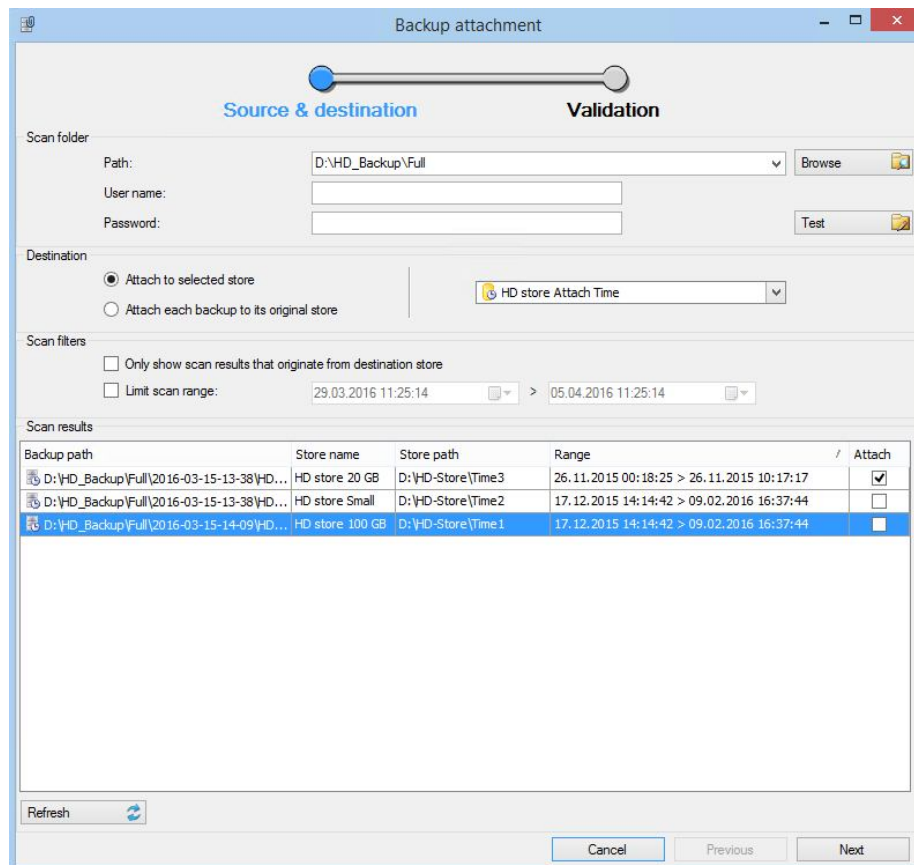 Backup attachment
Source & destination Validation
Scan folder
Path: D:\HD_Backup\Full Browse
User name:
Password: Test
Destination
Attach to selected store
HD store Attach Time
Attach each backup to its original store
Scan filters
Only show scan results that originate from destination store
Limit scan range: 29.03.2016 11:25:14 > 05.04.2016 11:25:14
Scan results
Backup path Store name Store path Range / Attach
D:\HD_Backup\Full\2016-03-15-13-38\HD... HD store 20 GB D:\HD-Store\Time3 26.11.2015 00:18:25 > 26.11.2015 10:17:17
D:\HD_Backup\Full\2016-03-15-13-38\HD... HD store Small D:\HD-Store\Time2 17.12.2015 14:14:42 > 09.02.2016 16:37:44
D:\HD_Backup\Full\2016-03-15-14-09\HD... HD store 100 GB D:\HD-Store\Time1 17.12.2015 14:14:42 > 09.02.2016 16:37:44
Refresh
Cancel Previous Next